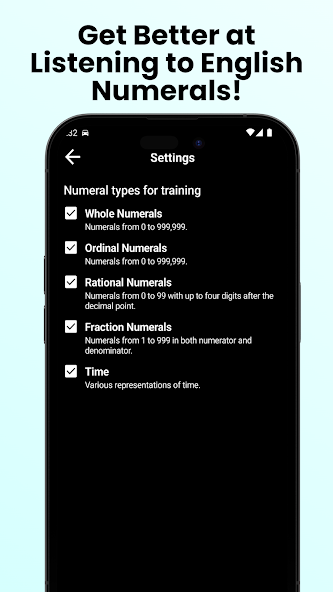 Get Better at
Listening to English
Numerals!
:32
Settings
Numeral types for training
Whole Numerals
Numerals from 0 to 999,999.
Ordinal Numerals
Numerals from 0 to 999,999.
Rational Numerals
Numerals from 0 to 99 with up to four digits after the
decimal point.
Fraction Numerals
Numerals from 1 to 999 in both numerator and
denominator.
Time
Various representations of time.